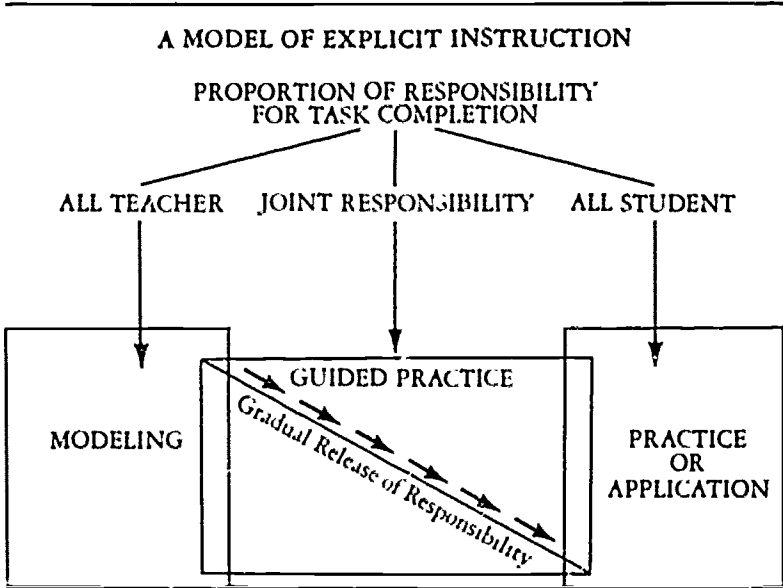 A MODEL OF EXPLICIT INSTRUCTION
PROPORTION OF RESPONSIBILITY
FOR TASK COMPLETION
ALL TEACHER JOINT RESPONSIBILITY ALL STUDENT
GUIDED PRACTICE
Gradual Release of Responsibility
MODELING
PRACTICE
OR
APPLICATION